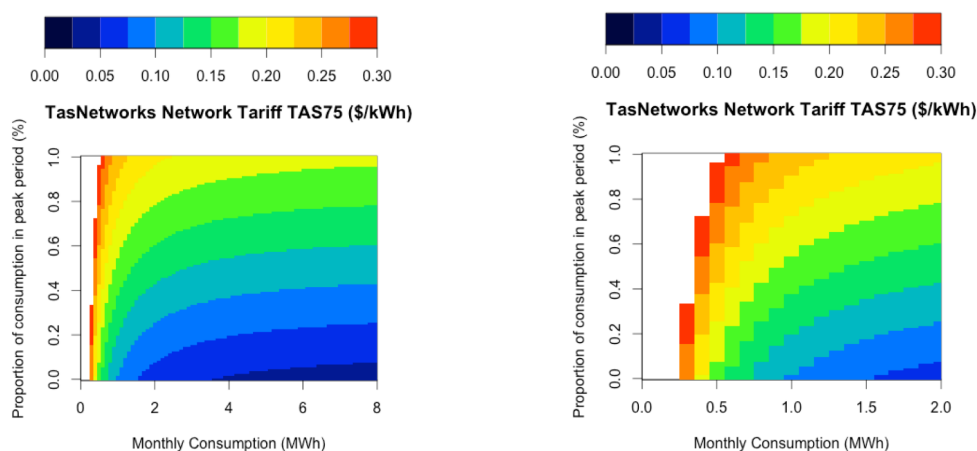 0.00 0.05 0.10 0.15 0.20 0.25 0.30
TasNetworks Network Tariff TAS75 ($/kWh)
Proportion of consumption in peak period (%)
1.0
0.8
0.6
0.4
0.2
0.0
0 2 4 6 8
Monthly Consumption (MWh)
0.00 0.05 0.10 0.15 0.20 0.25 0.30
TasNetworks Network Tariff TAS75 ($/kWh)
Proportion of consumption in peak period (%)
1.0
0.8
0.6
0.4
0.2
0.0
0.0 0.5 1.0 1.5 2.0
Monthly Consumption (MWh)